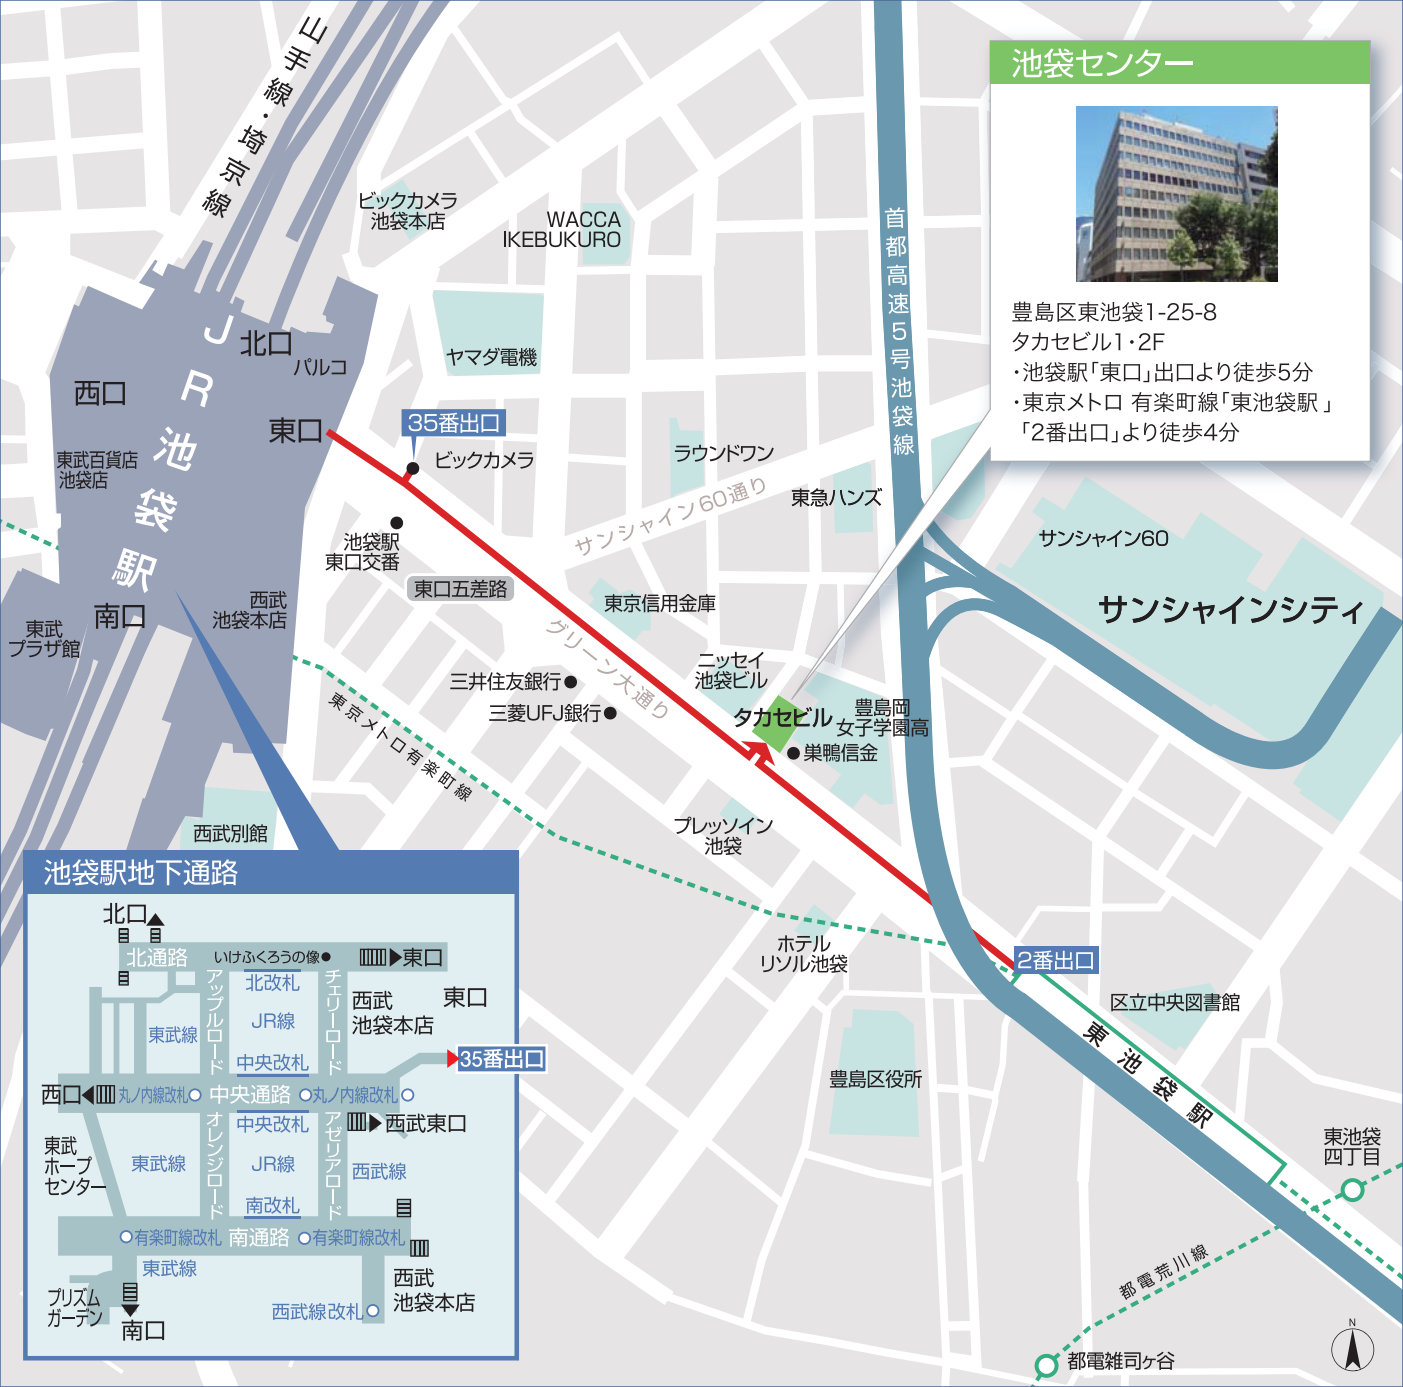 山手線・埼京線
池袋センター
豊島区東池袋1-25-8
タカセビル1・2F
・池袋駅「東口」出口より徒歩5分
・東京メトロ 有楽町線「東池袋駅」
「2番出口」より徒歩4分
ビックカメラ
池袋本店
WACCA
IKEBUKURO
首都高速5号池袋線
JR池袋駅
北口
パルコ
ヤマダ電機
西口
東口
35番出口
ビックカメラ
ラウンドワン
東武百貨店
池袋店
サンシャイン60通り
東急ハンズ
池袋駅
東口交番
サンシャイン60
東口五差路
サンシャインシティ
南口
西武
池袋本店
東京信用金庫
東武
プラザ館
グリーン大通り
ニッセイ
池袋ビル
三井住友銀行
三菱UFJ銀行
東京メトロ有楽町線
タカセビル
豊島岡
女子学園高
巣鴨信金
西武別館
プレッソイン
池袋
ホテル
リソル池袋
2番出口
区立中央図書館
東池袋駅
豊島区役所
東池袋
四丁目
都電荒川線
都電雑司ヶ谷
N
池袋駅地下通路
北口
北通路
いけふくろうの像
東口
アップルロード
北改札
チェリーロード
西武
池袋本店
東口
東武線
JR線
中央改札
35番出口
西口
丸ノ内線改札
中央通路
丸ノ内線改札
オレンジロード
中央改札
アゼリアロード
西武東口
東武
ホープ
センター
東武線
JR線
西武線
南改札
有楽町線改札
南通路
有楽町線改札
東武線
プリズム
ガーデン
西武
池袋本店
西武線改札
南口